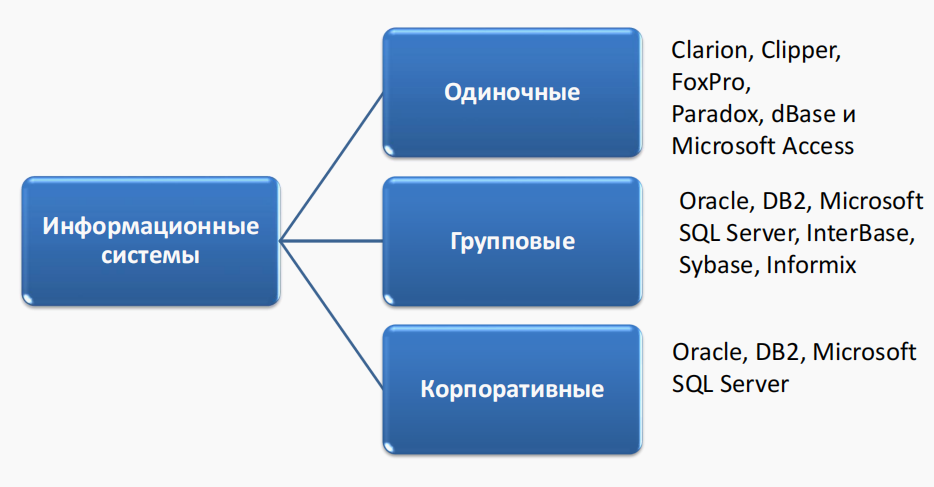 Информационные
системы
Одиночные
Clarion, Clipper,
FoxPro,
Paradox, dBase и
Microsoft Access
Групповые
Oracle, DB2, Microsoft
SQL Server, InterBase,
Sybase, Informix
Корпоративные
Oracle, DB2, Microsoft
SQL Server